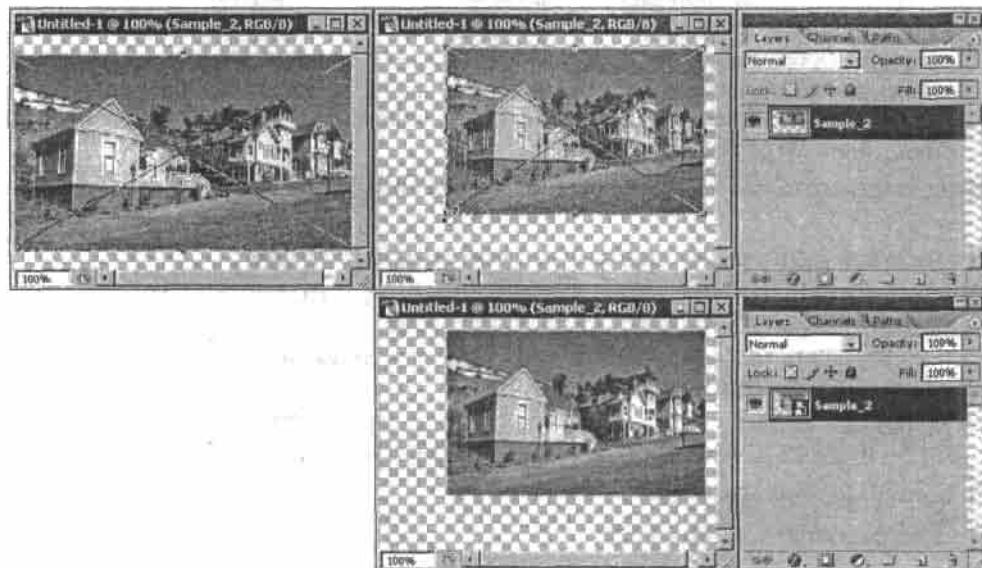 Untitled-1 @ 100% (Sample_2, RGB/8)
100%
Untitled-1 @ 100% (Sample_2, RGB/8)
100%
Layers Channels Paths
Normal Opacity: 100%
Lock: Fill: 100%
Sample_2
Untitled-1 @ 100% (Sample_2, RGB/8)
100%
Layers Channels Paths
Normal Opacity: 100%
Lock: Fill: 100%
Sample_2